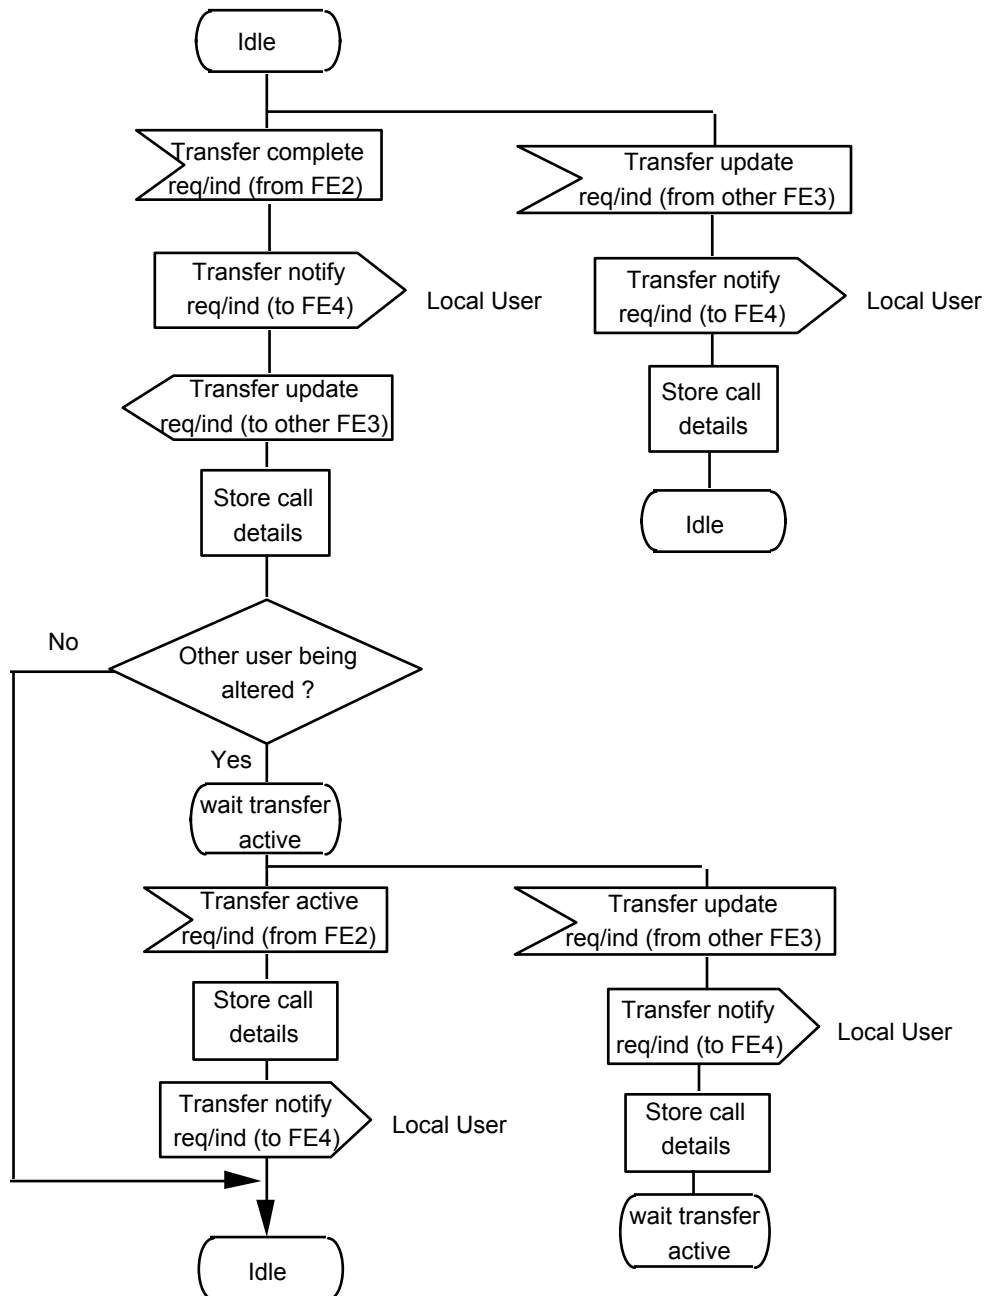 Idle
Transfer complete
req/ind (from FE2)
Transfer update
req/ind (from other FE3)
Transfer notify
req/ind (to FE4)
Local User
Transfer notify
req/ind (to FE4)
Local User
Transfer update
req/ind (to other FE3)
Store call
details
Store call
details
Idle
No
Other user being
altered ?
Yes
wait transfer
active
Transfer active
req/ind (from FE2)
Transfer update
req/ind (from other FE3)
Store call
details
Transfer notify
req/ind (to FE4)
Local User
Transfer notify
req/ind (to FE4)
Local User
Store call
details
wait transfer
active
Idle